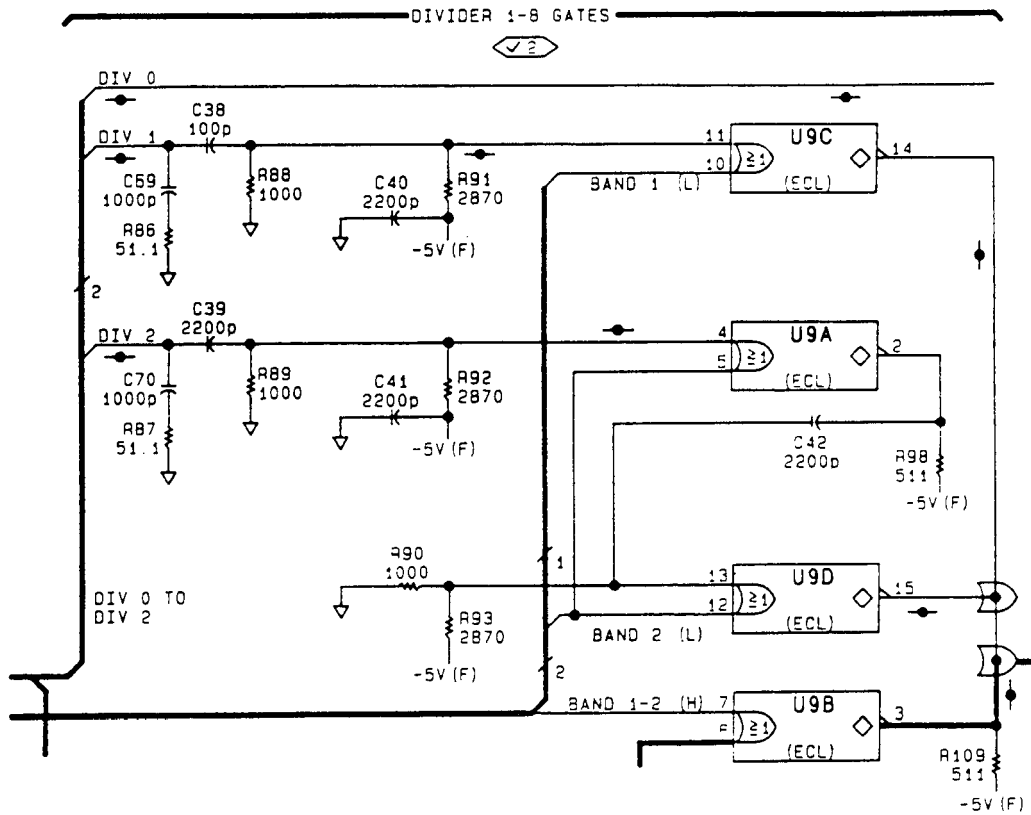 DIVIDER 1-8 GATES
✓ 2
DIV 0
DIV 1
C38
100p
C69
1000p
R86
51.1
R88
1000
C40
2200p
R91
2870
-5V(F)
11
10
BAND 1 (L)
U9C
≥1
(ECL)
14
2
DIV 2
C39
2200p
C70
1000p
R87
51.1
R89
1000
C41
2200p
R92
2870
-5V(F)
4
5
U9A
≥1
(ECL)
2
C42
2200p
R98
511
-5V(F)
R90
1000
R93
2870
-5V(F)
1
13
12
BAND 2 (L)
U9D
≥1
(ECL)
15
DIV 0 TO
DIV 2
2
BAND 1-2 (H)
7
U9B
≥1
(ECL)
3
R109
511
-5V(F)